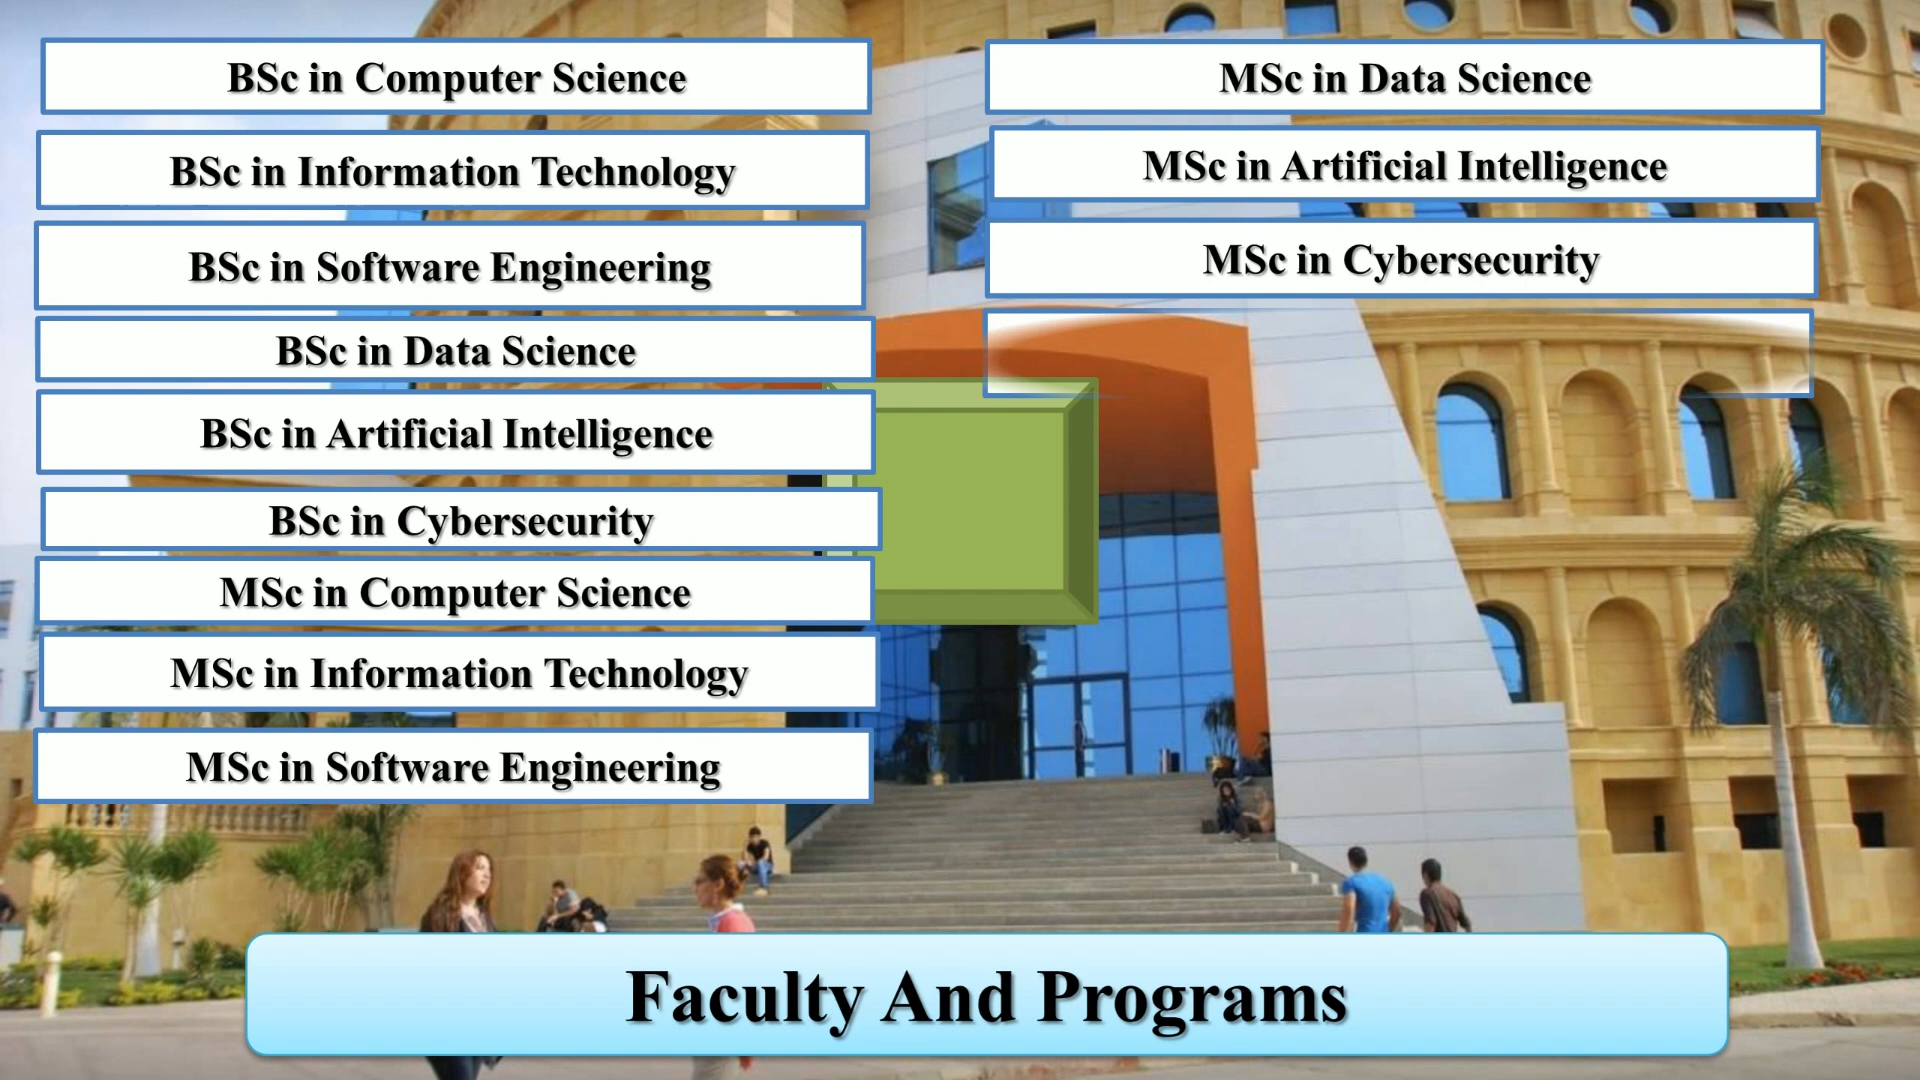 BSc in Computer Science
BSc in Information Technology
BSc in Software Engineering
BSc in Data Science
BSc in Artificial Intelligence
BSc in Cybersecurity
MSc in Computer Science
MSc in Information Technology
MSc in Software Engineering
MSc in Data Science
MSc in Artificial Intelligence
MSc in Cybersecurity
Faculty And Programs